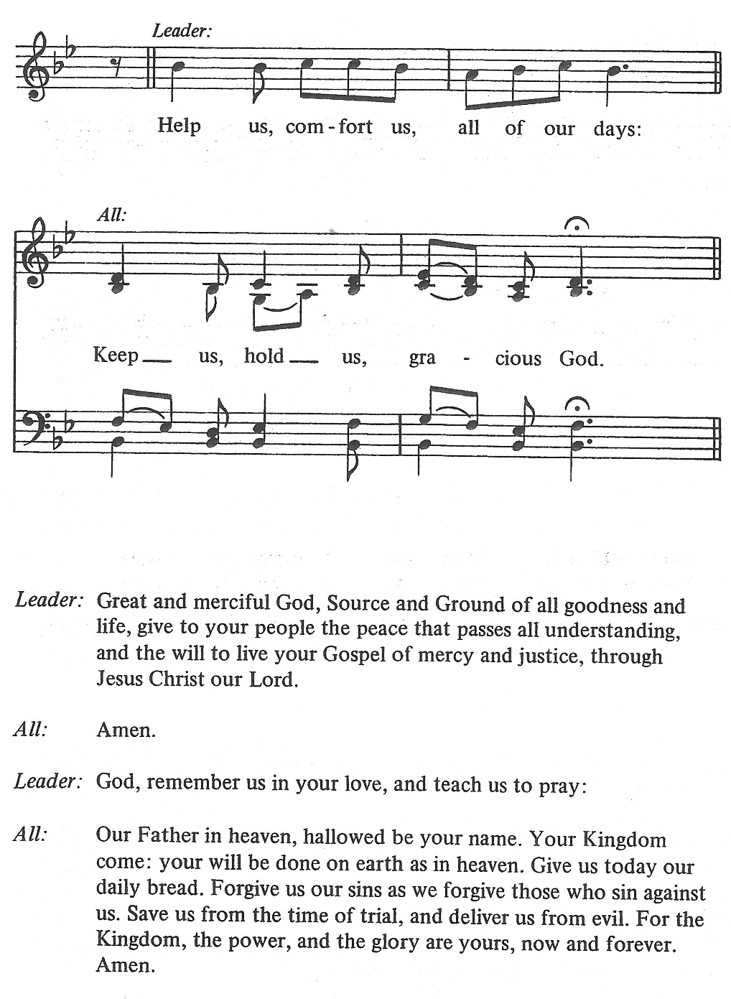 Leader:
Help us, com - fort us, all of our days:
All:
Keep us, hold us, gra - cious God.
Leader: Great and merciful God, Source and Ground of all goodness and
life, give to your people the peace that passes all understanding,
and the will to live your Gospel of mercy and justice, through
Jesus Christ our Lord.
All: Amen.
Leader: God, remember us in your love, and teach us to pray:
All: Our Father in heaven, hallowed be your name. Your Kingdom
come: your will be done on earth as in heaven. Give us today our
daily bread. Forgive us our sins as we forgive those who sin against
us. Save us from the time of trial, and deliver us from evil. For the
Kingdom, the power, and the glory are yours, now and forever.
Amen.